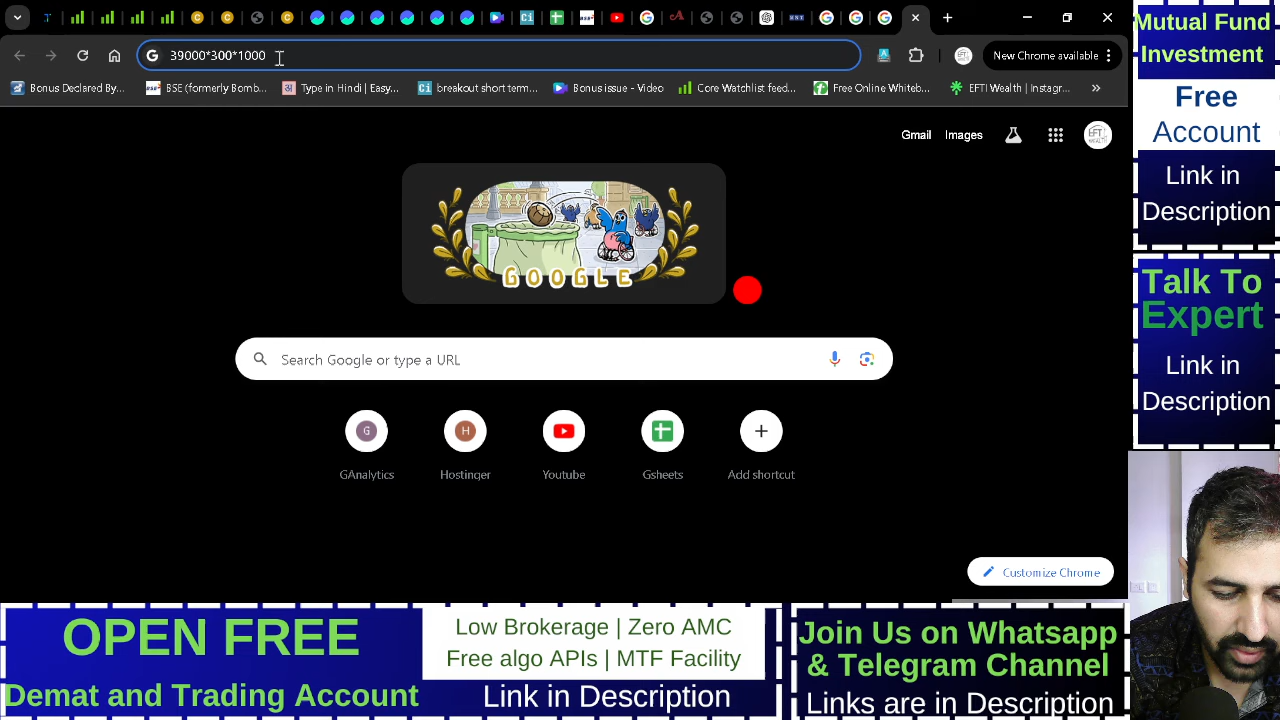 39000*300*1000
New Chrome available
Bonus Declared By...
BSE (formerly Bomb...
Type in Hindi | Easy...
breakout short term...
Bonus issue - Video
Core Watchlist feed...
Free Online Whiteb...
EFTI Wealth | Instagr...
»
Gmail
Images
GOOGLE
Search Google or type a URL
GAnalytics
Hostinger
Youtube
Gsheets
Add shortcut
Customize Chrome
Mutual Fund
Investment
Free
Account
Link in
Description
Talk To
Expert
Link in
Description
OPEN FREE
Demat and Trading Account
Low Brokerage | Zero AMC
Free algo APIs | MTF Facility
Link in Description
Join Us on Whatsapp
& Telegram Channel
Links are in Description